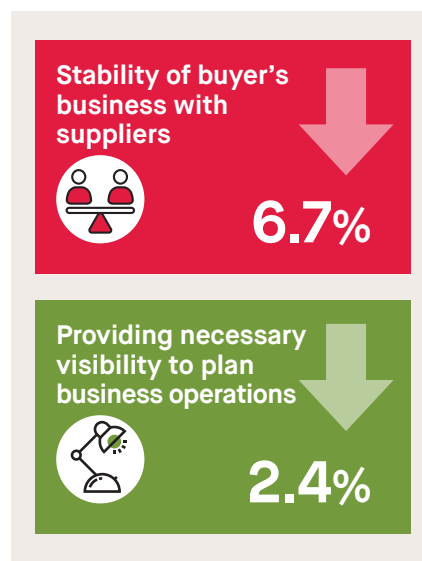 Stability of buyer’s
business with
suppliers
6.7%
Providing necessary
visibility to plan
business operations
2.4%